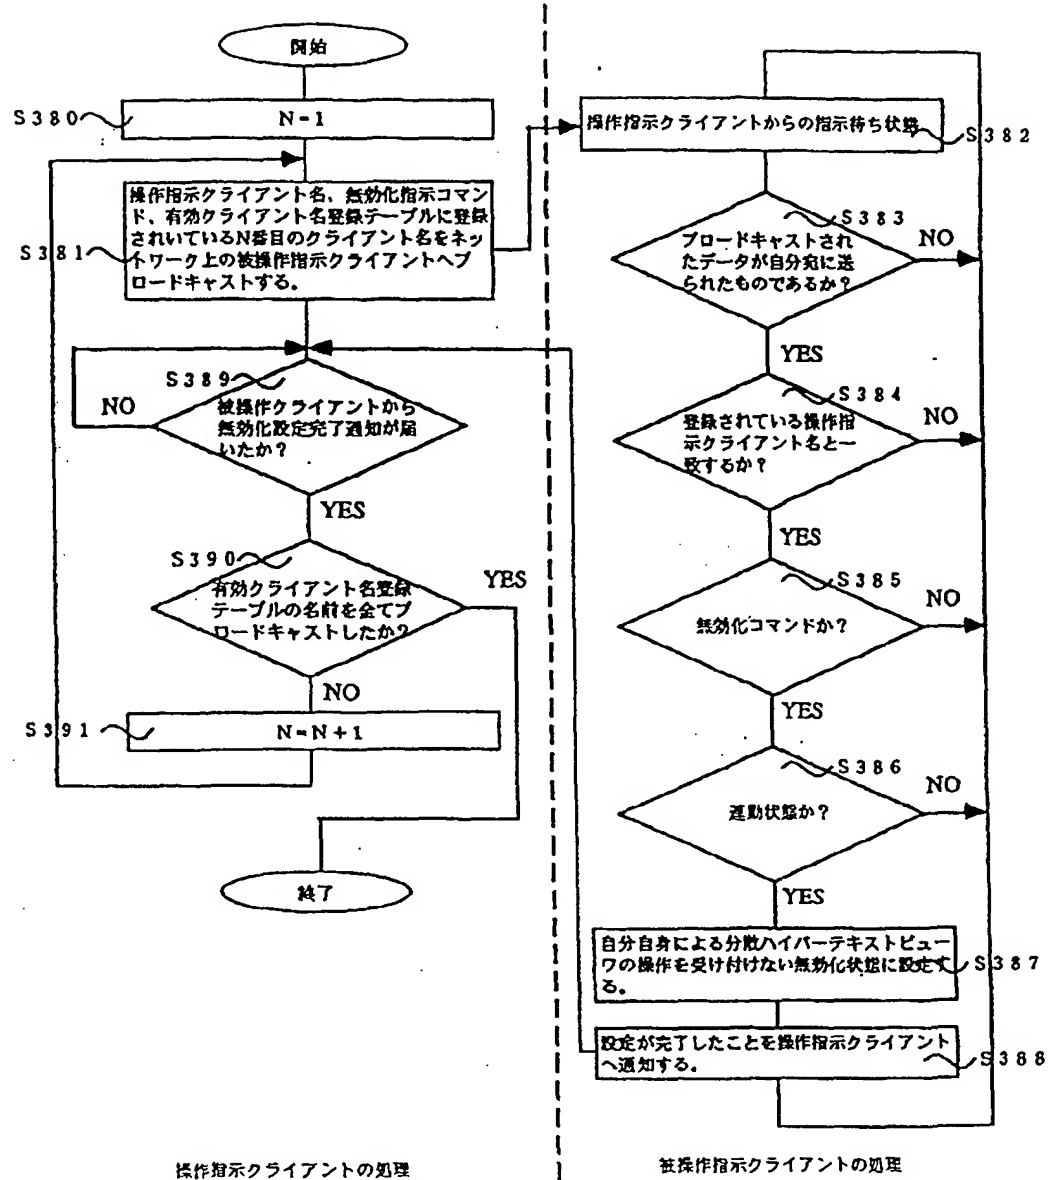 開始
S380
N=1
S381
操作指示クライアント名、無効化指示コマン
ド、有効クライアント名登録テーブルに登録
されいているN番目のクライアント名をネッ
トワーク上の被操作指示クライアントへブ
ロードキャストする。
S389
被操作クライアントから
無効化設定完了通知が届
いたか?
NO
YES
S390
有効クライアント名登録
テーブルの名前を全てブ
ロードキャストしたか?
YES
NO
S391
N=N+1
終了
操作指示クライアントの処理
操作指示クライアントからの指示待ち状態
S382
S383
ブロードキャストされ
たデータが自分宛に送
られたものであるか?
NO
YES
S384
登録されている操作指
示クライアント名と一
致するか?
NO
YES
S385
無効化コマンドか?
NO
YES
S386
連動状態か?
NO
YES
自分自身による分散ハイパーテキストビュー
ワの操作を受け付けない無効化状態に設定す
る。
S387
設定が完了したことを操作指示クライアント
へ通知する。
S388
被操作指示クライアントの処理